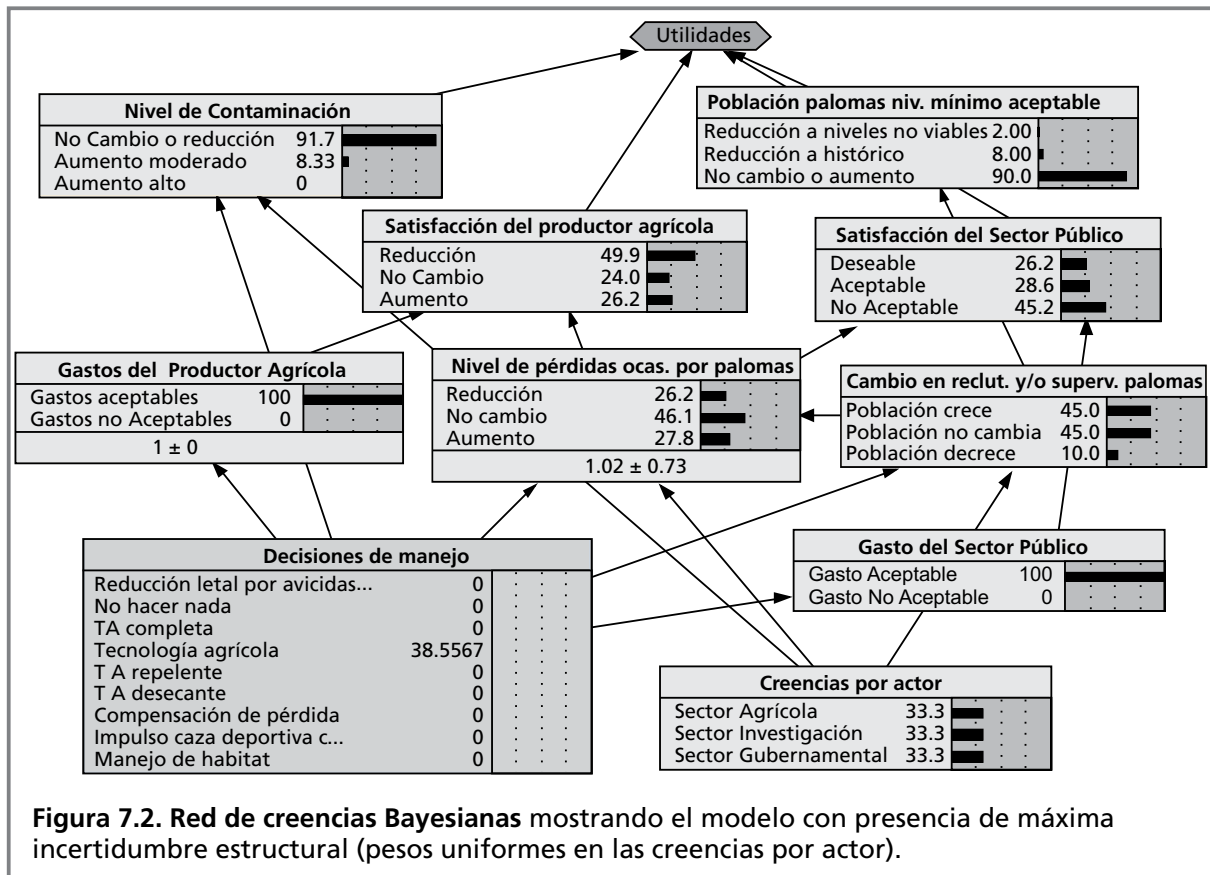 Utilidades
Nivel de Contaminación
No Cambio o reducción 91.7
Aumento moderado 8.33
Aumento alto 0
Población palomas niv. mínimo aceptable
Reducción a niveles no viables 2.00
Reducción a histórico 8.00
No cambio o aumento 90.0
Satisfacción del productor agrícola
Reducción 49.9
No Cambio 24.0
Aumento 26.2
Satisfacción del Sector Público
Deseable 26.2
Aceptable 28.6
No Aceptable 45.2
Gastos del Productor Agrícola
Gastos aceptables 100
Gastos no Aceptables 0
1 ± 0
Nivel de pérdidas ocas. por palomas
Reducción 26.2
No cambio 46.1
Aumento 27.8
1.02 ± 0.73
Cambio en reclut. y/o superv. palomas
Población crece 45.0
Población no cambia 45.0
Población decrece 10.0
Decisiones de manejo
Reducción letal por avicidas... 0
No hacer nada 0
TA completa 0
Tecnología agrícola 38.5567
T A repelente 0
T A desecante 0
Compensación de pérdida 0
Impulso caza deportiva c... 0
Manejo de habitat 0
Gasto del Sector Público
Gasto Aceptable 100
Gasto No Aceptable 0
Creencias por actor
Sector Agrícola 33.3
Sector Investigación 33.3
Sector Gubernamental 33.3
Figura 7.2. Red de creencias Bayesianas mostrando el modelo con presencia de máxima
incertidumbre estructural (pesos uniformes en las creencias por actor).